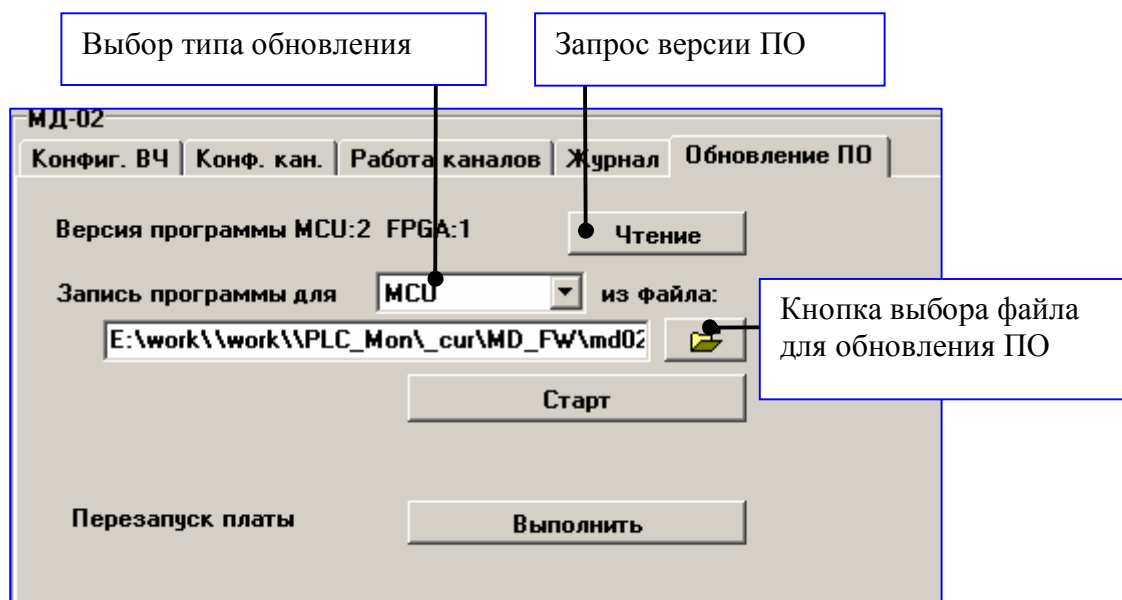 Выбор типа обновления
Запрос версии ПО
МД-02
Конфиг. ВЧ Конф. кан. Работа каналов Журнал Обновление ПО
Версия программы MCU:2 FPGA:1 Чтение
Запись программы для MCU из файла:
Кнопка выбора файла
для обновления ПО
E:\work\\work\\PLC_Mon\_cur\MD_FW\md02
Старт
Перезапуск платы Выполнить